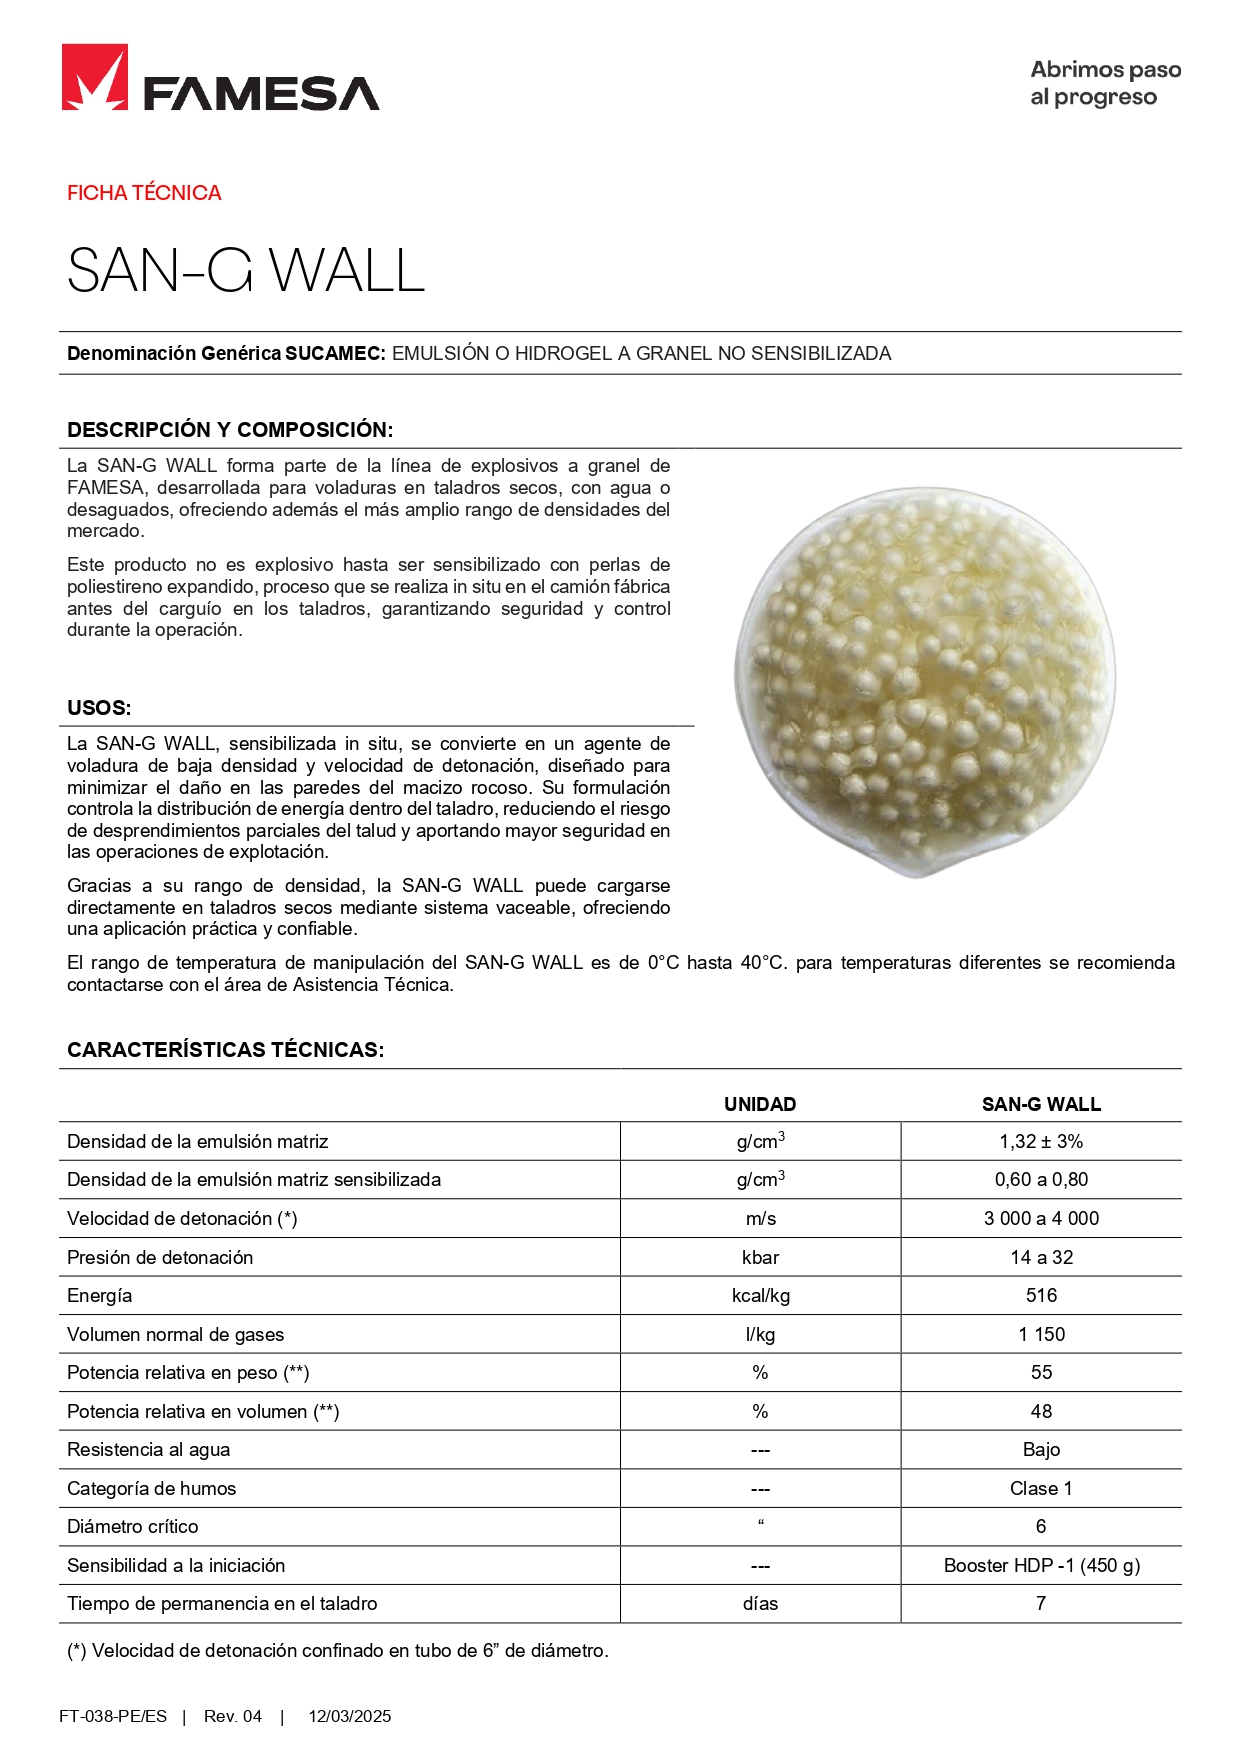 FAMESA
Abrimos paso
al progreso
FICHA TÉCNICA
SAN-G WALL
Denominación Genérica SUCAMEC: EMULSIÓN O HIDROGEL A GRANEL NO SENSIBILIZADA
DESCRIPCIÓN Y COMPOSICIÓN:
La SAN-G WALL forma parte de la línea de explosivos a granel de
FAMESA, desarrollada para voladuras en taladros secos, con agua o
desaguados, ofreciendo además el más amplio rango de densidades del
mercado.
Este producto no es explosivo hasta ser sensibilizado con perlas de
poliestireno expandido, proceso que se realiza in situ en el camión fábrica
antes del carguío en los taladros, garantizando seguridad y control
durante la operación.
USOS:
La SAN-G WALL, sensibilizada in situ, se convierte en un agente de
voladura de baja densidad y velocidad de detonación, diseñado para
minimizar el daño en las paredes del macizo rocoso. Su formulación
controla la distribución de energía dentro del taladro, reduciendo el riesgo
de desprendimientos parciales del talud y aportando mayor seguridad en
las operaciones de explotación.
Gracias a su rango de densidad, la SAN-G WALL puede cargarse
directamente en taladros secos mediante sistema vaceable, ofreciendo
una aplicación práctica y confiable.
El rango de temperatura de manipulación del SAN-G WALL es de 0°C hasta 40°C. para temperaturas diferentes se recomienda
contactarse con el área de Asistencia Técnica.
CARACTERÍSTICAS TÉCNICAS:
UNIDAD SAN-G WALL
Densidad de la emulsión matriz g/cm³ 1,32 ± 3%
Densidad de la emulsión matriz sensibilizada g/cm³ 0,60 a 0,80
Velocidad de detonación (*) m/s 3 000 a 4 000
Presión de detonación kbar 14 a 32
Energía kcal/kg 516
Volumen normal de gases l/kg 1 150
Potencia relativa en peso (**) % 55
Potencia relativa en volumen (**) % 48
Resistencia al agua --- Bajo
Categoría de humos --- Clase 1
Diámetro crítico “ 6
Sensibilidad a la iniciación --- Booster HDP -1 (450 g)
Tiempo de permanencia en el taladro días 7
(*) Velocidad de detonación confinado en tubo de 6” de diámetro.
FT-038-PE/ES | Rev. 04 | 12/03/2025